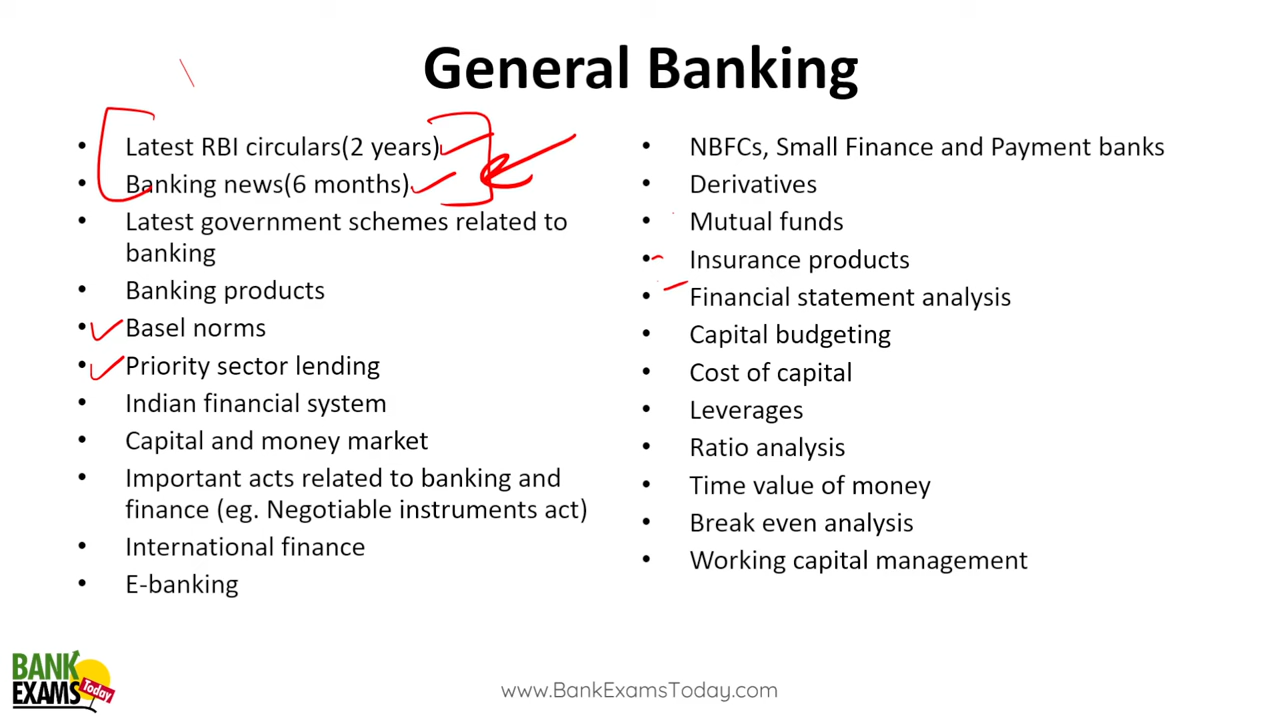 General Banking
• Latest RBI circulars(2 years)
• Banking news(6 months)
• Latest government schemes related to
banking
• Banking products
• Basel norms
• Priority sector lending
• Indian financial system
• Capital and money market
• Important acts related to banking and
finance (eg. Negotiable instruments act)
• International finance
• E-banking
• NBFCs, Small Finance and Payment banks
• Derivatives
• Mutual funds
• Insurance products
• Financial statement analysis
• Capital budgeting
• Cost of capital
• Leverages
• Ratio analysis
• Time value of money
• Break even analysis
• Working capital management
BANK
EXAMS
Today
www.BankExamsToday.com